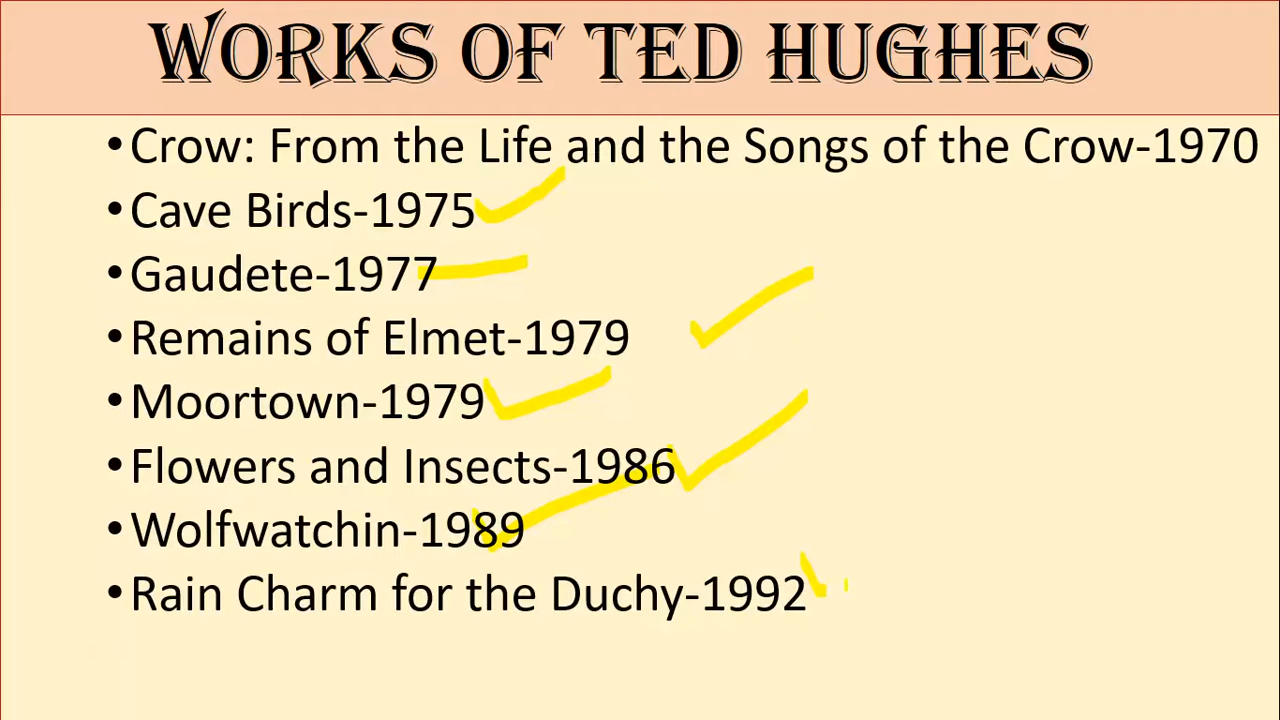 WORKS OF TED HUGHES
•Crow: From the Life and the Songs of the Crow-1970
•Cave Birds-1975
•Gaudete-1977
•Remains of Elmet-1979
•Moortown-1979
•Flowers and Insects-1986
•Wolfwatchin-1989
•Rain Charm for the Duchy-1992